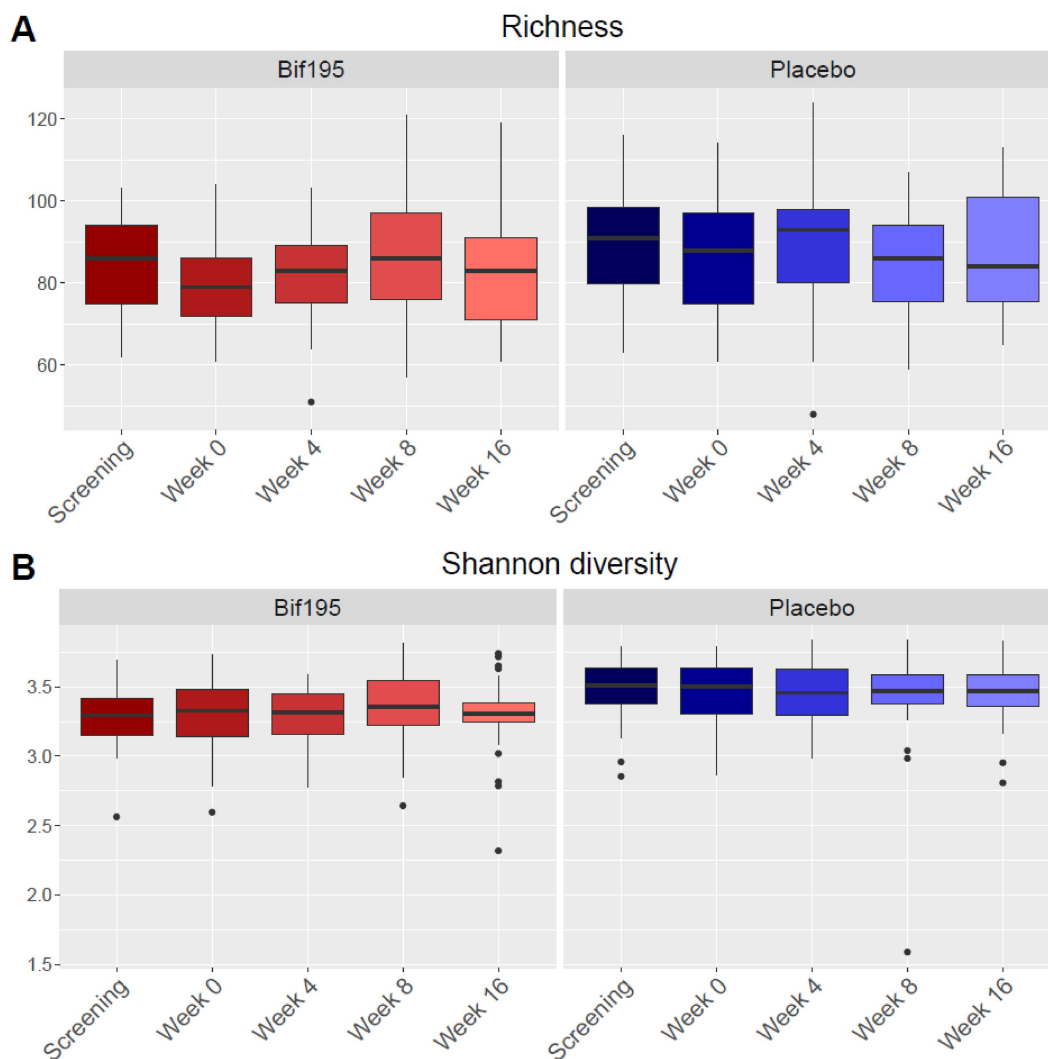 A
Richness
Bif195
Placebo
120
100
80
60
Screening
Week 0
Week 4
Week 8
Week 16
Screening
Week 0
Week 4
Week 8
Week 16
B
Shannon diversity
Bif195
Placebo
3.5
3.0
2.5
2.0
1.5
Screening
Week 0
Week 4
Week 8
Week 16
Screening
Week 0
Week 4
Week 8
Week 16